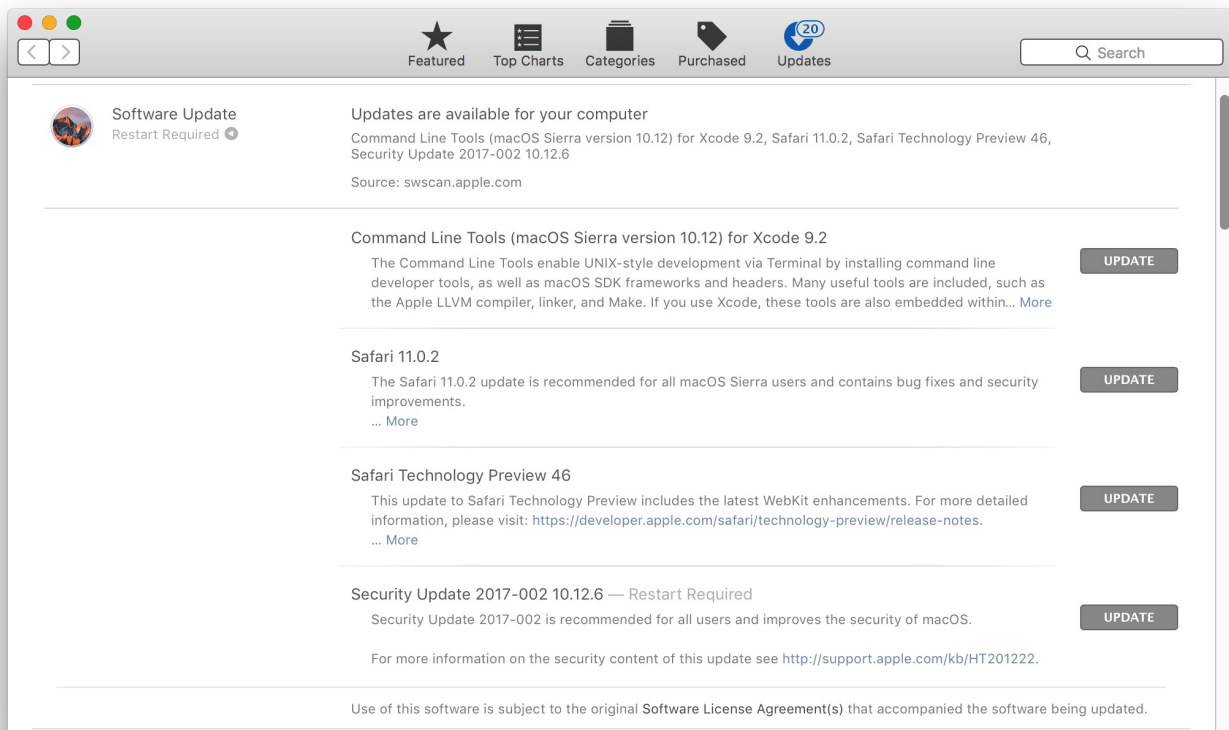 20
Featured Top Charts Categories Purchased Updates
Search
Software Update
Restart Required
Updates are available for your computer
Command Line Tools (macOS Sierra version 10.12) for Xcode 9.2, Safari 11.0.2, Safari Technology Preview 46,
Security Update 2017-002 10.12.6
Source: swscan.apple.com
Command Line Tools (macOS Sierra version 10.12) for Xcode 9.2
The Command Line Tools enable UNIX-style development via Terminal by installing command line
developer tools, as well as macOS SDK frameworks and headers. Many useful tools are included, such as
the Apple LLVM compiler, linker, and Make. If you use Xcode, these tools are also embedded within... More
UPDATE
Safari 11.0.2
The Safari 11.0.2 update is recommended for all macOS Sierra users and contains bug fixes and security
improvements.
... More
UPDATE
Safari Technology Preview 46
This update to Safari Technology Preview includes the latest WebKit enhancements. For more detailed
information, please visit: https://developer.apple.com/safari/technology-preview/release-notes.
... More
UPDATE
Security Update 2017-002 10.12.6 — Restart Required
Security Update 2017-002 is recommended for all users and improves the security of macOS.
For more information on the security content of this update see http://support.apple.com/kb/HT201222.
UPDATE
Use of this software is subject to the original Software License Agreement(s) that accompanied the software being updated.